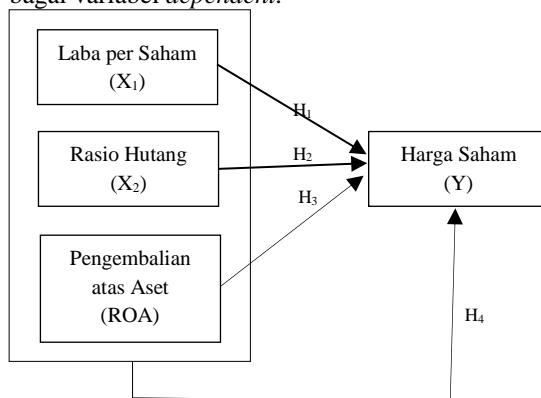 bagai variabel dependent.
Laba per Saham
(X₁)
H₁
Rasio Hutang
(X₂)
H₂
Harga Saham
(Y)
H₃
Pengembalian
atas Aset
(ROA)
H₄